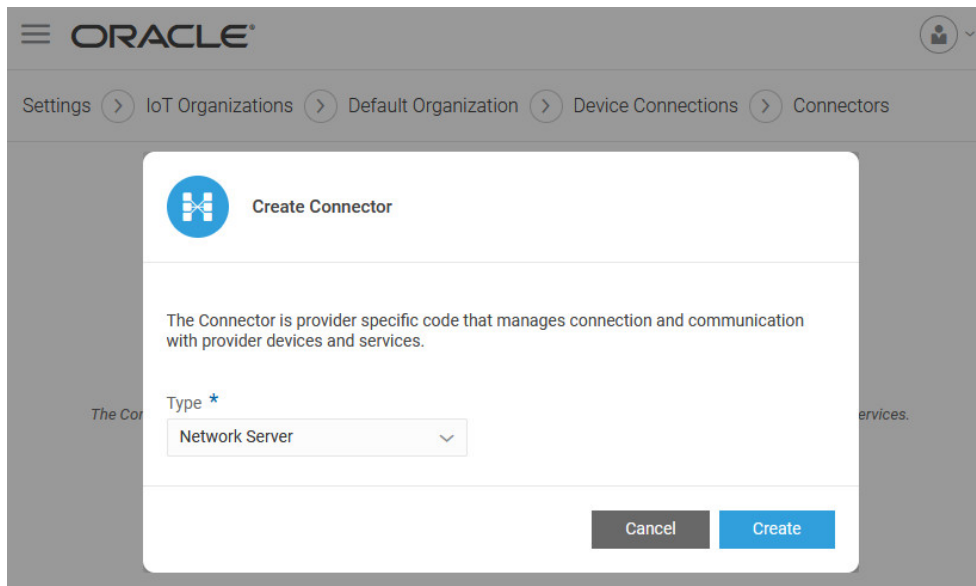 ORACLE
Settings IoT Organizations Default Organization Device Connections Connectors
Create Connector
The Connector is provider specific code that manages connection and communication
with provider devices and services.
Type *
The
Network Server
Cancel Create